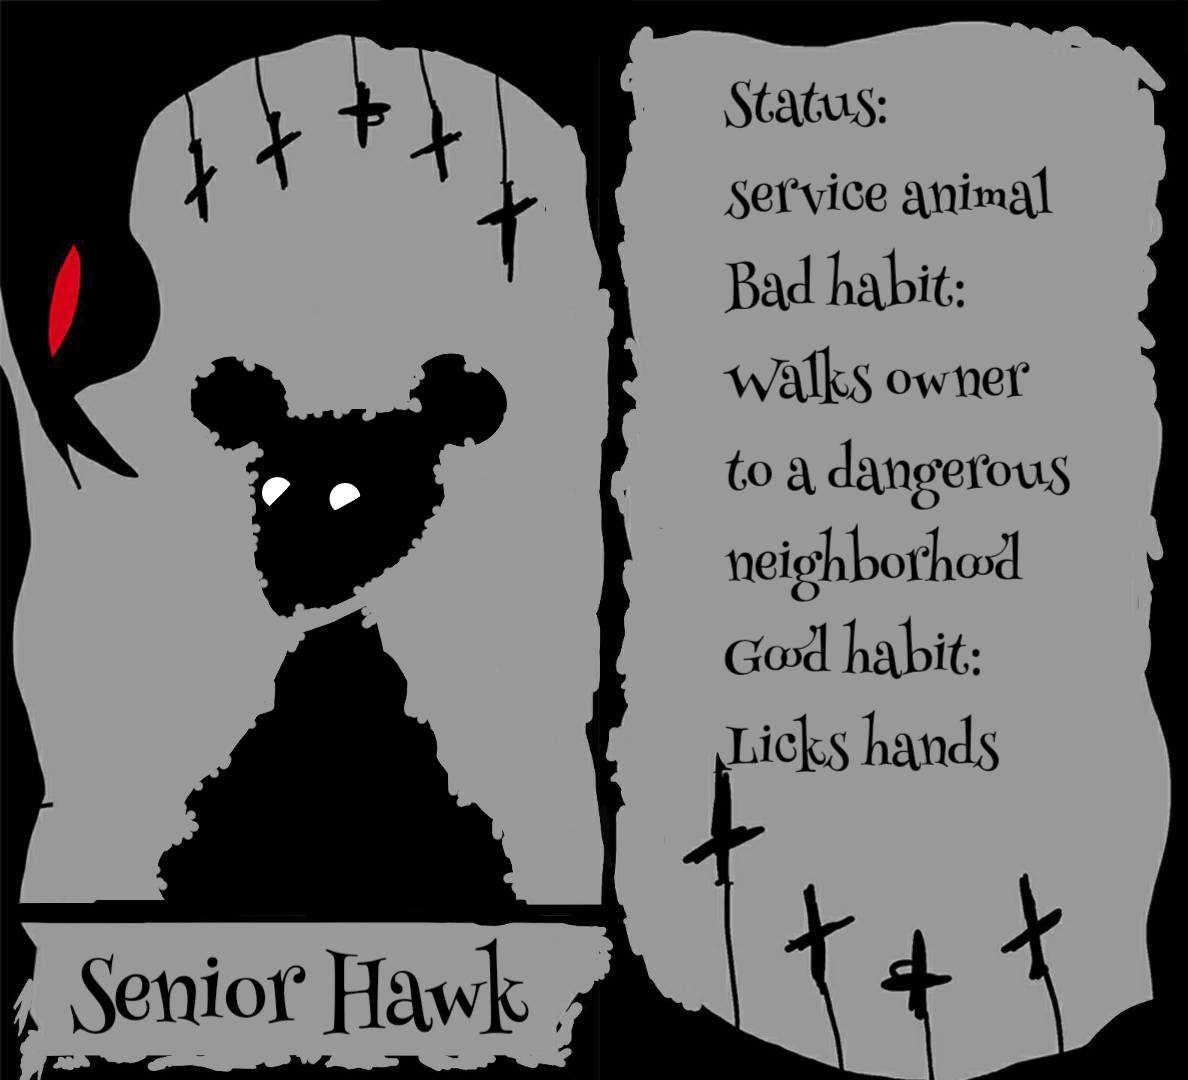 Senior Hawk
Status:
service animal
Bad habit:
Walks owner
to a dangerous
neighborhood
Good habit:
Licks hands